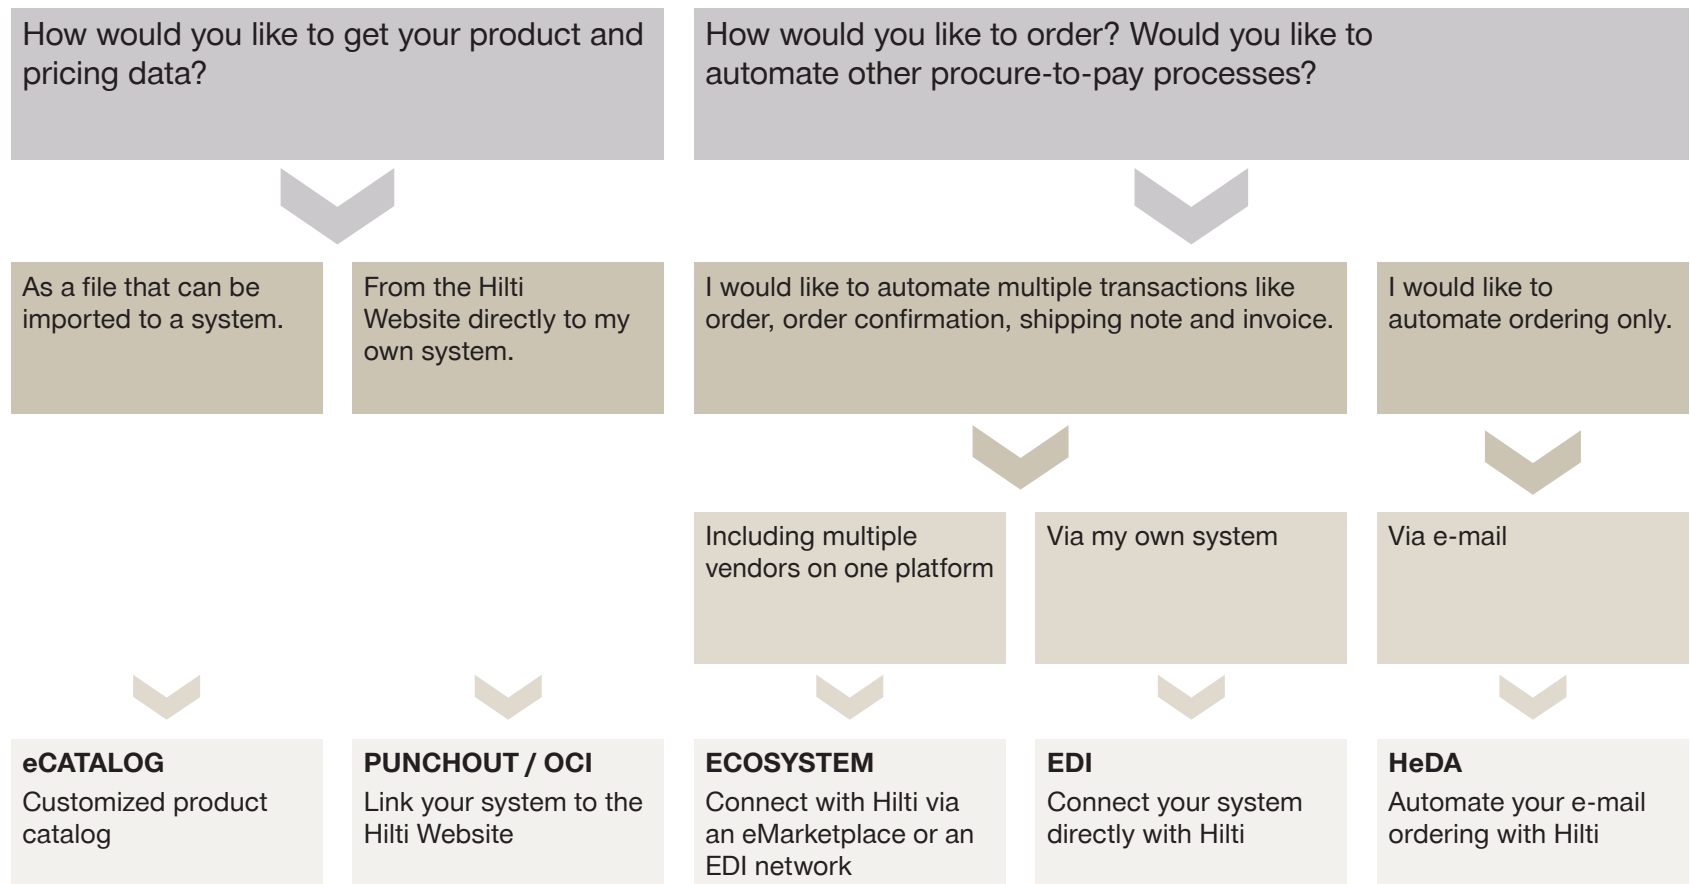 How would you like to get your product and
pricing data?
How would you like to order? Would you like to
automate other procure-to-pay processes?
As a file that can be
imported to a system.
From the Hilti
Website directly to my
own system.
I would like to automate multiple transactions like
order, order confirmation, shipping note and invoice.
I would like to
automate ordering only.
Including multiple
vendors on one platform
Via my own system
Via e-mail
eCATALOG
Customized product
catalog
PUNCHOUT / OCI
Link your system to the
Hilti Website
ECOSYSTEM
Connect with Hilti via
an eMarketplace or an
EDI network
EDI
Connect your system
directly with Hilti
HeDA
Automate your e-mail
ordering with Hilti